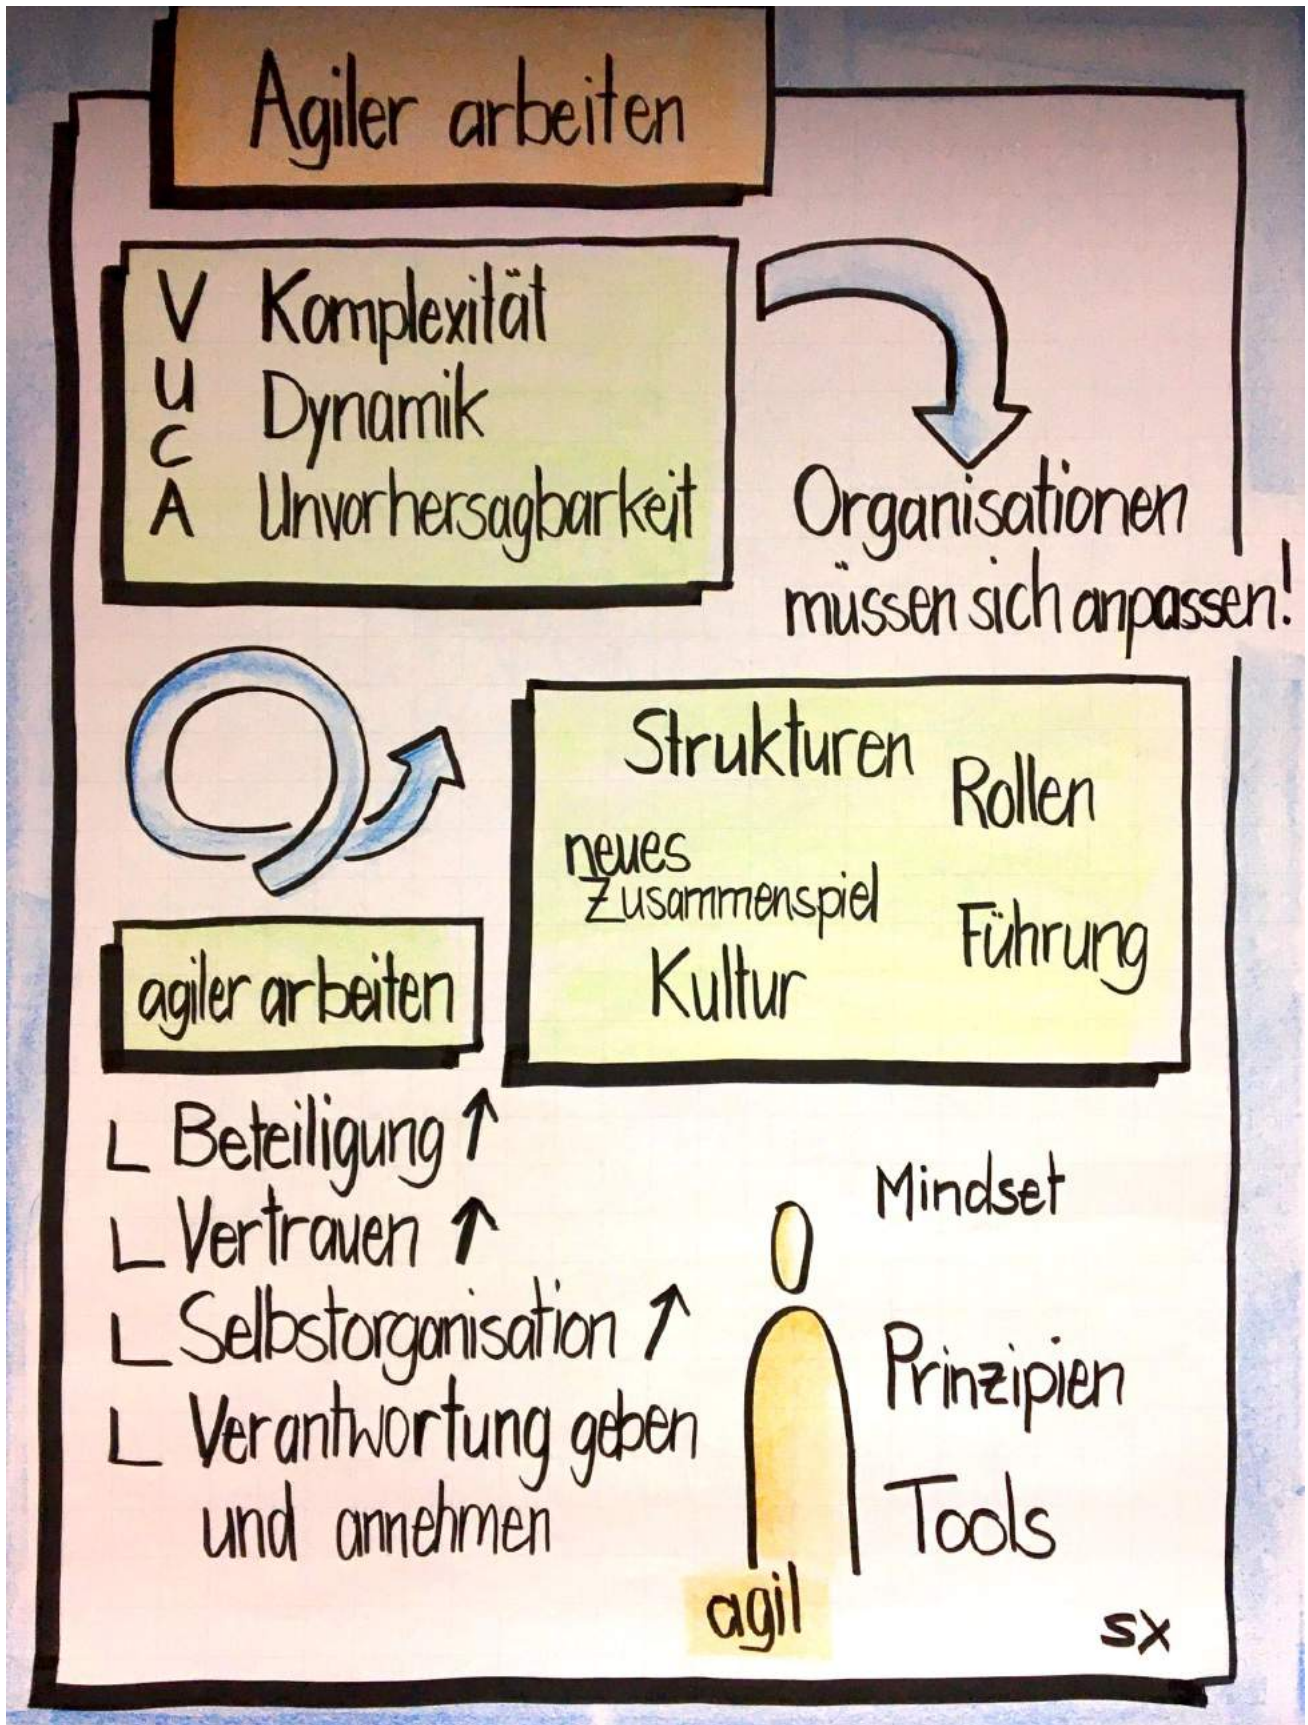 Agiler arbeiten
V Komplexität
U Dynamik
C
A Unvorhersagbarkeit
Organisationen
müssen sich anpassen!
Strukturen
Rollen
neues
Zusammenspiel
Führung
Kultur
agiler arbeiten
L Beteiligung ↑
L Vertrauen ↑
L Selbstorganisation ↑
L Verantwortung geben
und annehmen
Mindset
Prinzipien
Tools
agil
SX